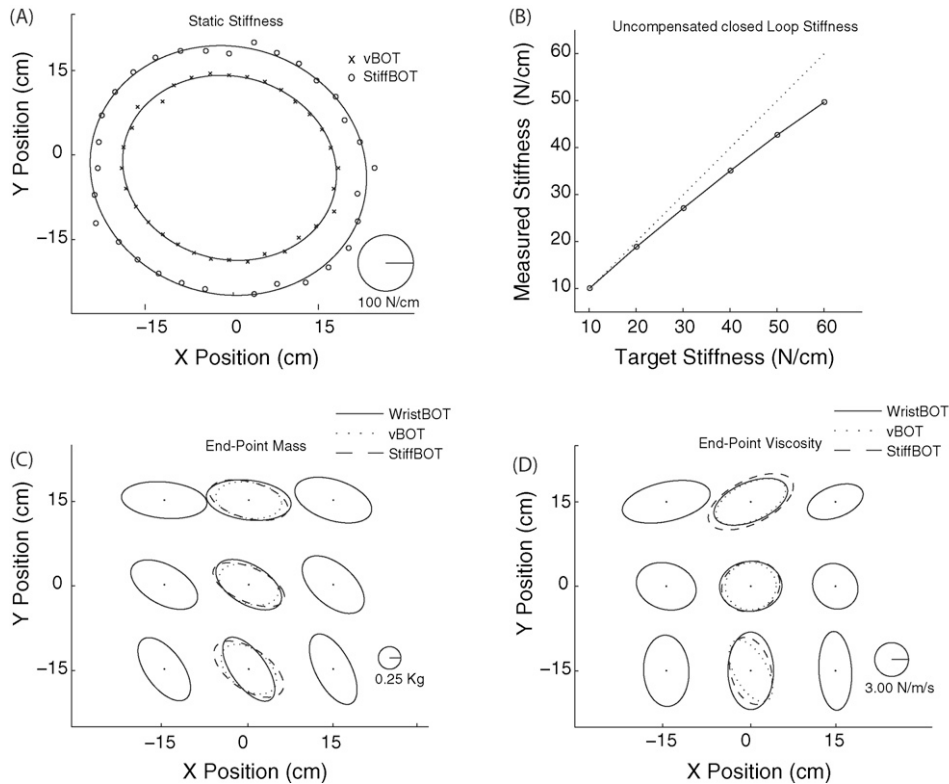 (A)
Static Stiffness
x vBOT
o StiffBOT
Y Position (cm)
15
0
−15
−15
0
15
100 N/cm
X Position (cm)
(B)
Uncompensated closed Loop Stiffness
Measured Stiffness (N/cm)
60
50
40
30
20
10
10
20
30
40
50
60
Target Stiffness (N/cm)
(C)
WristBOT
vBOT
StiffBOT
End-Point Mass
Y Position (cm)
15
0
−15
0.25 Kg
−15
0
15
X Position (cm)
(D)
WristBOT
vBOT
StiffBOT
End-Point Viscosity
Y Position (cm)
15
0
−15
3.00 N/m/s
−15
0
15
X Position (cm)